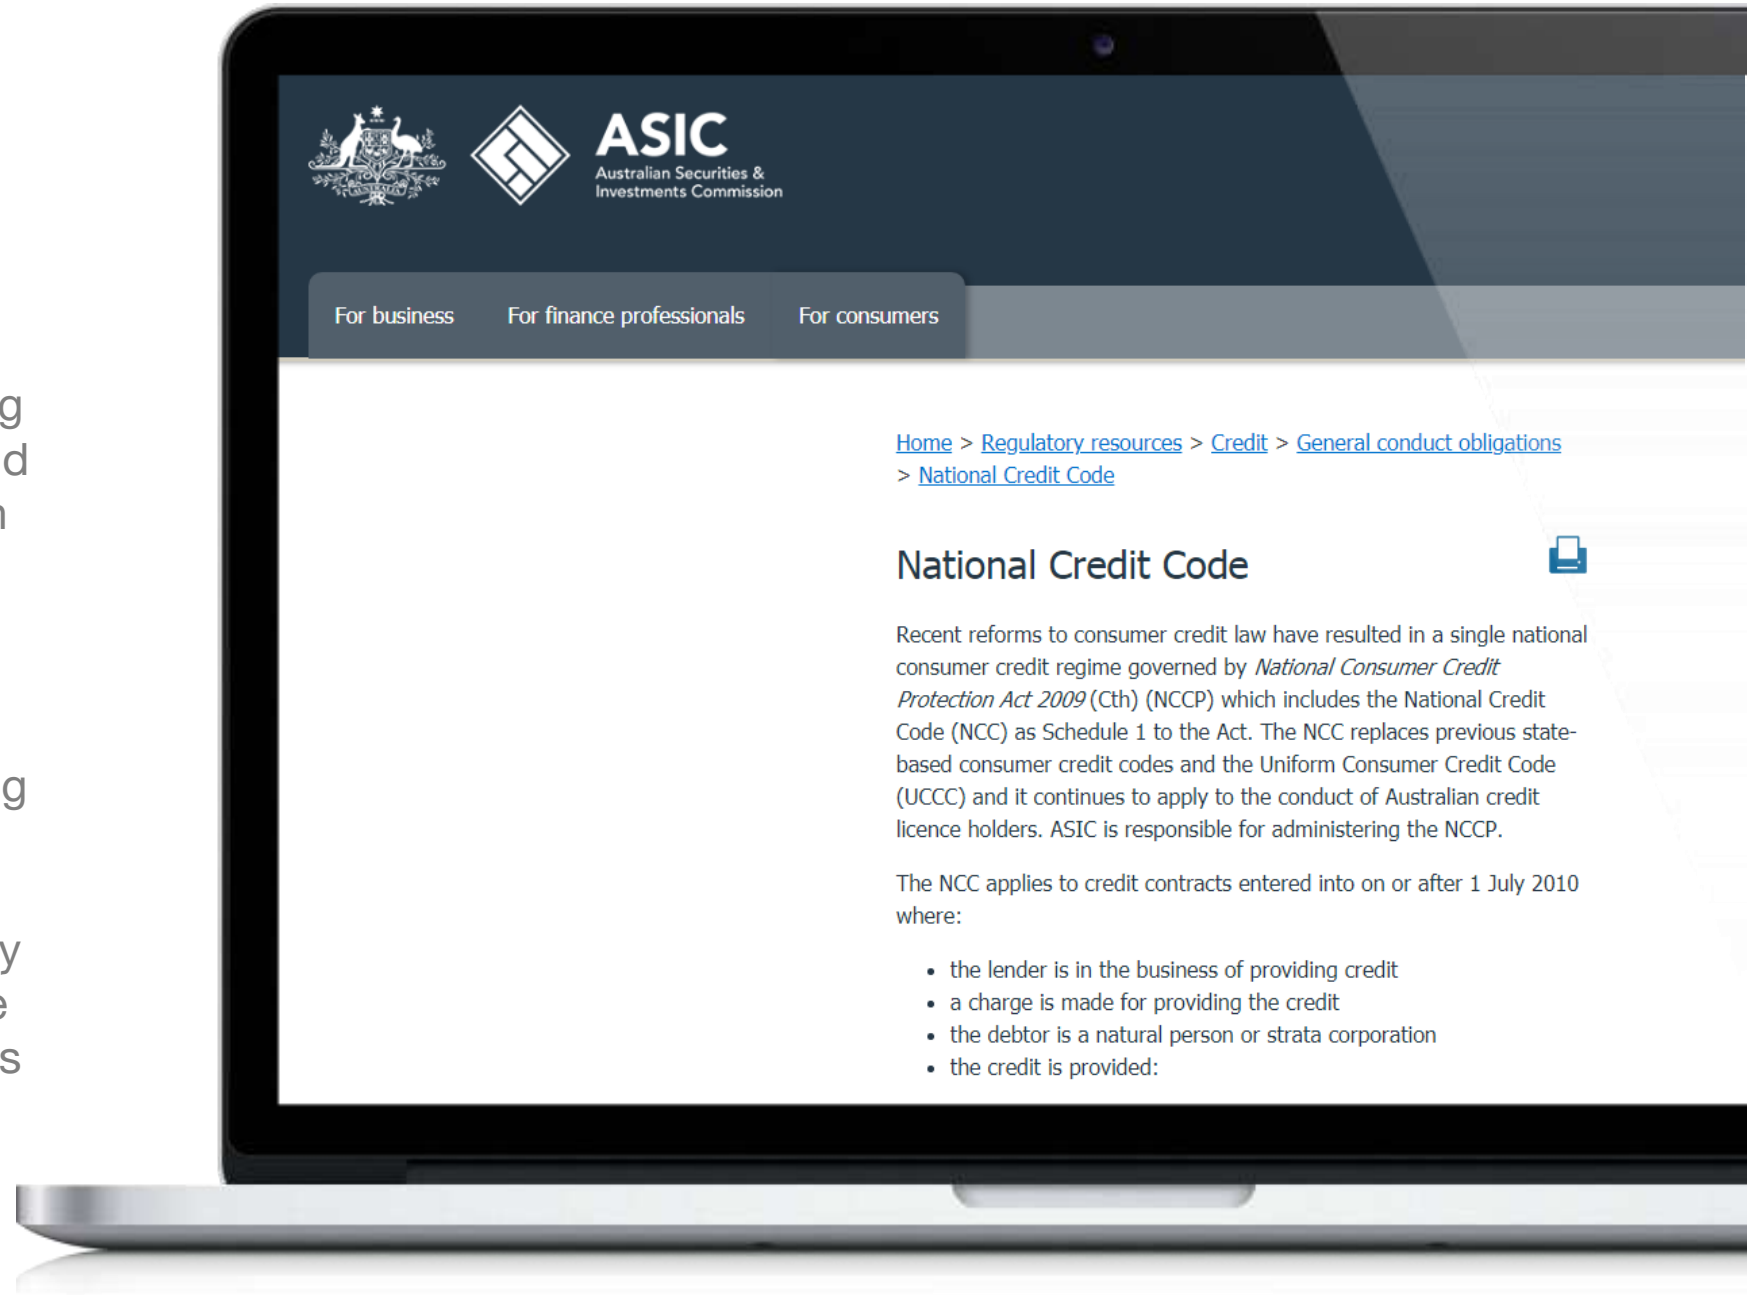 ASIC
Australian Securities &
Investments Commission
For business
For finance professionals
For consumers
Home > Regulatory resources > Credit > General conduct obligations
> National Credit Code
National Credit Code
Recent reforms to consumer credit law have resulted in a single national
consumer credit regime governed by National Consumer Credit
Protection Act 2009 (Cth) (NCCP) which includes the National Credit
Code (NCC) as Schedule 1 to the Act. The NCC replaces previous state-
based consumer credit codes and the Uniform Consumer Credit Code
(UCCC) and it continues to apply to the conduct of Australian credit
licence holders. ASIC is responsible for administering the NCCP.
The NCC applies to credit contracts entered into on or after 1 July 2010
where:
• the lender is in the business of providing credit
• a charge is made for providing the credit
• the debtor is a natural person or strata corporation
• the credit is provided: